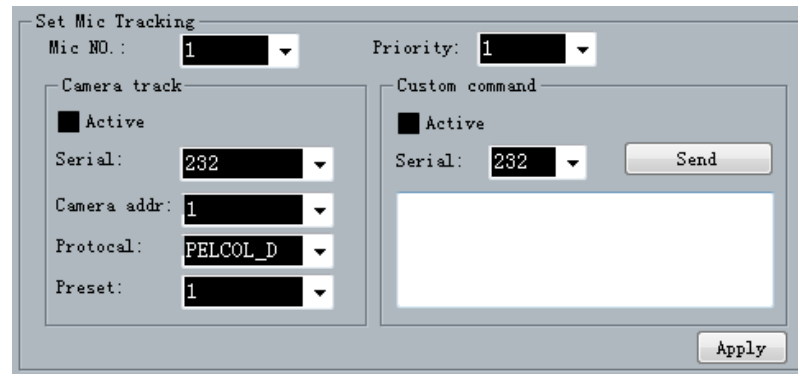 Set Mic Tracking
Mic NO.: 1 Priority: 1
Camera track
Active
Serial: 232
Camera addr: 1
Protocal: PELCOL_D
Preset: 1
Custom command
Active
Serial: 232 Send
Apply